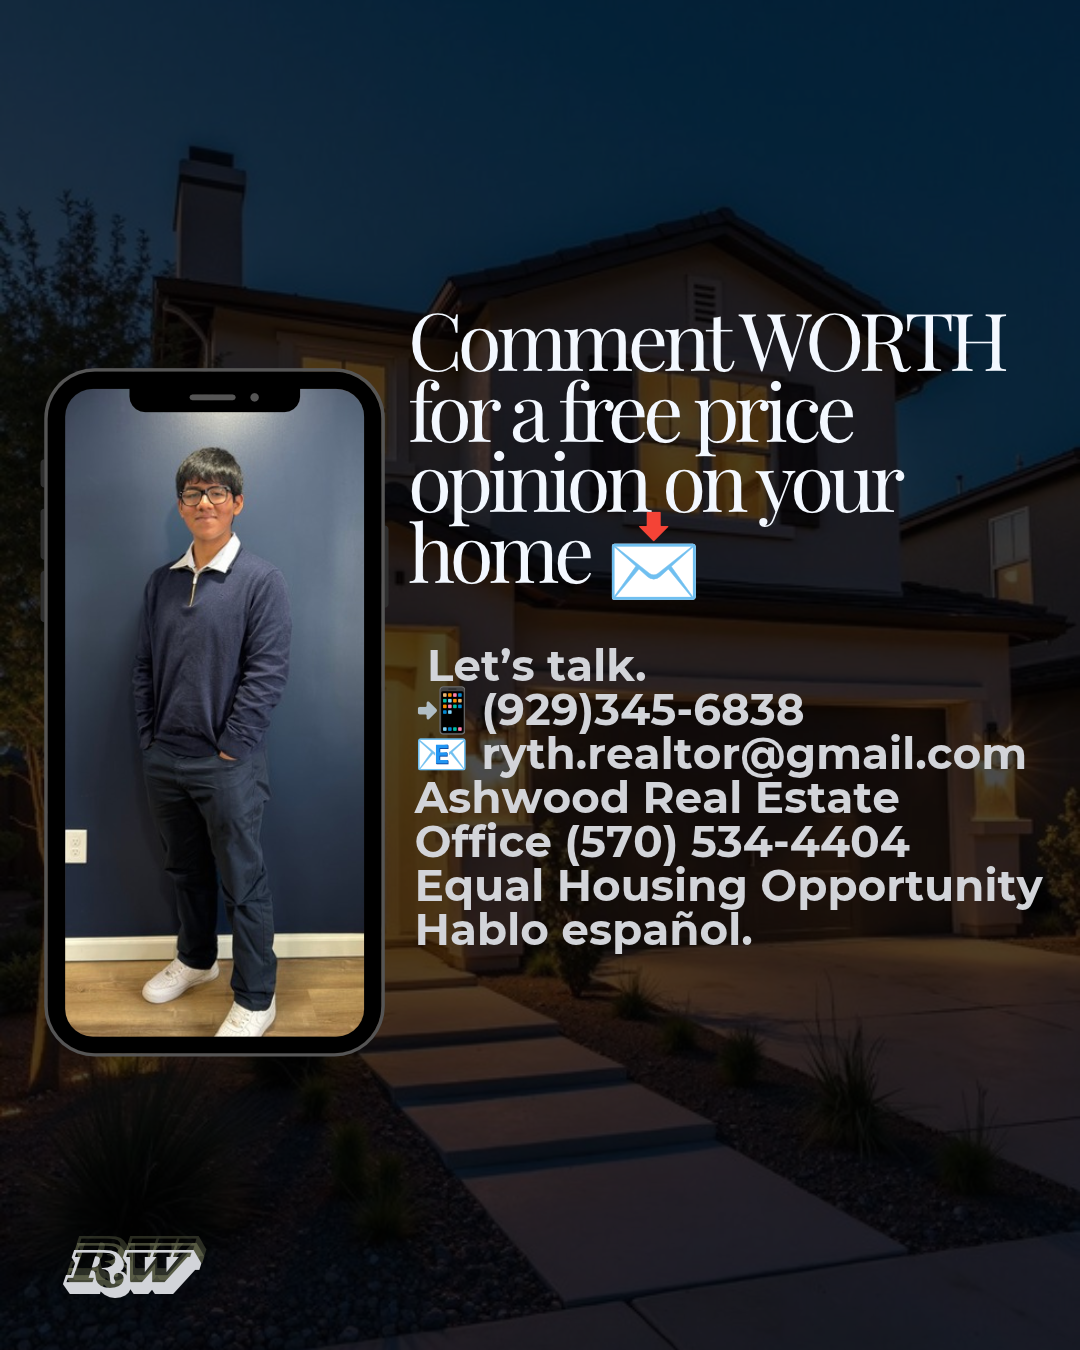 Comment WORTH
for a free price
opinion on your
home 📩
Let’s talk.
📲 (929)345-6838
📧 ryth.realtor@gmail.com
Ashwood Real Estate
Office (570) 534-4404
Equal Housing Opportunity
Hablo español.
RW